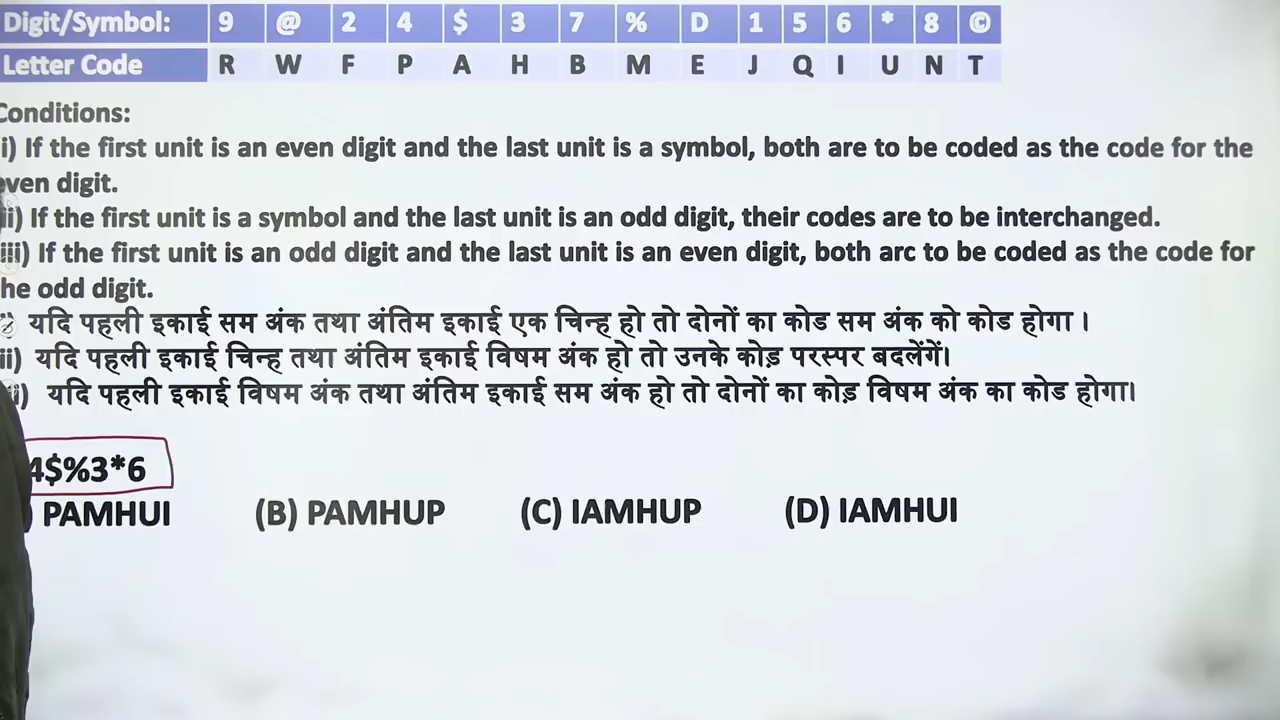 Digit/Symbol: 9 @ 2 4 $ 3 7 % D 1 5 6 * 8 ©
Letter Code R W F P A H B M E J Q I U N T
Conditions:
i) If the first unit is an even digit and the last unit is a symbol, both are to be coded as the code for the
even digit.
ii) If the first unit is a symbol and the last unit is an odd digit, their codes are to be interchanged.
iii) If the first unit is an odd digit and the last unit is an even digit, both arc to be coded as the code for
he odd digit.
यदि पहली इकाई सम अंक तथा अंतिम इकाई एक चिन्ह हो तो दोनों का कोड सम अंक को कोड होगा ।
ii) यदि पहली इकाई चिन्ह तथा अंतिम इकाई विषम अंक हो तो उनके कोड़ परस्पर बदलेंगें।
i) यदि पहली इकाई विषम अंक तथा अंतिम इकाई सम अंक हो तो दोनों का कोड़ विषम अंक का कोड होगा।
4$%3*6
) PAMHUI (B) PAMHUP (C) IAMHUP (D) IAMHUI